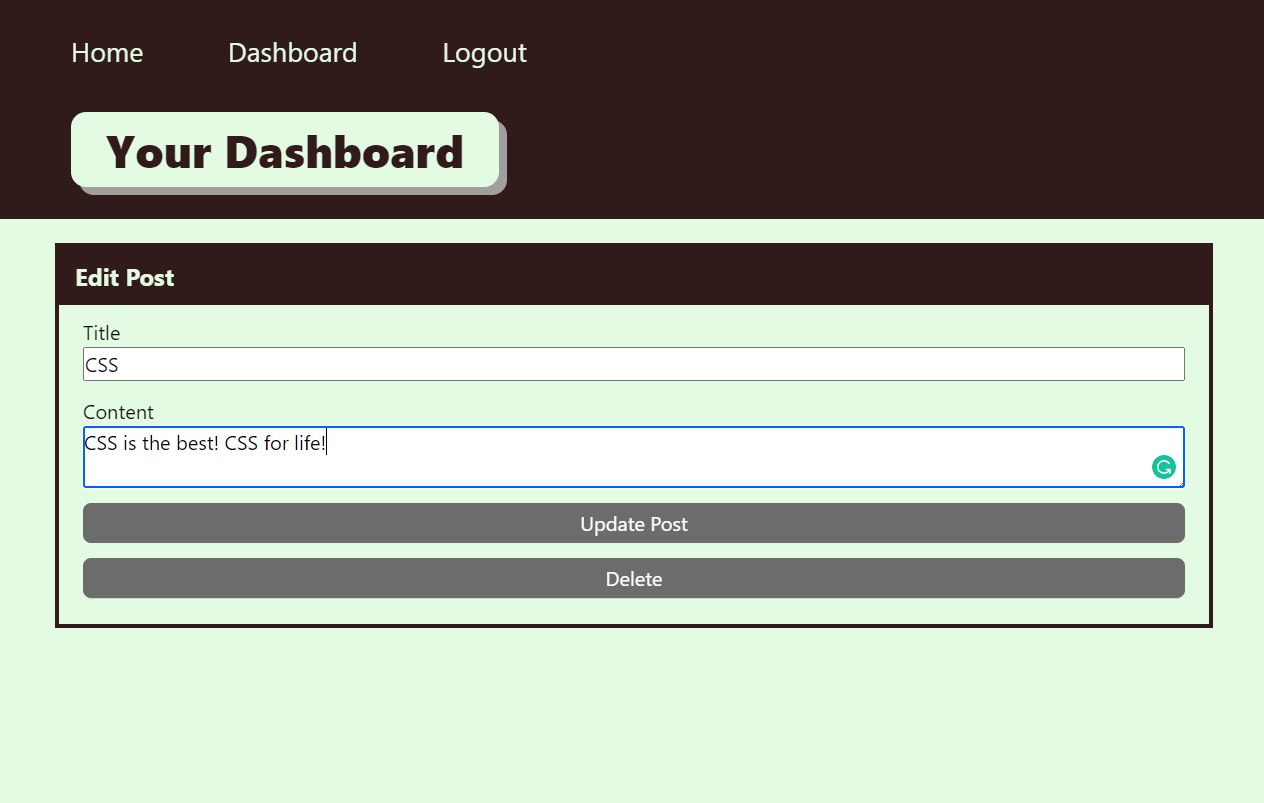 Home Dashboard Logout
Your Dashboard
Edit Post
Title
CSS
Content
CSS is the best! CSS for life!
Update Post
Delete